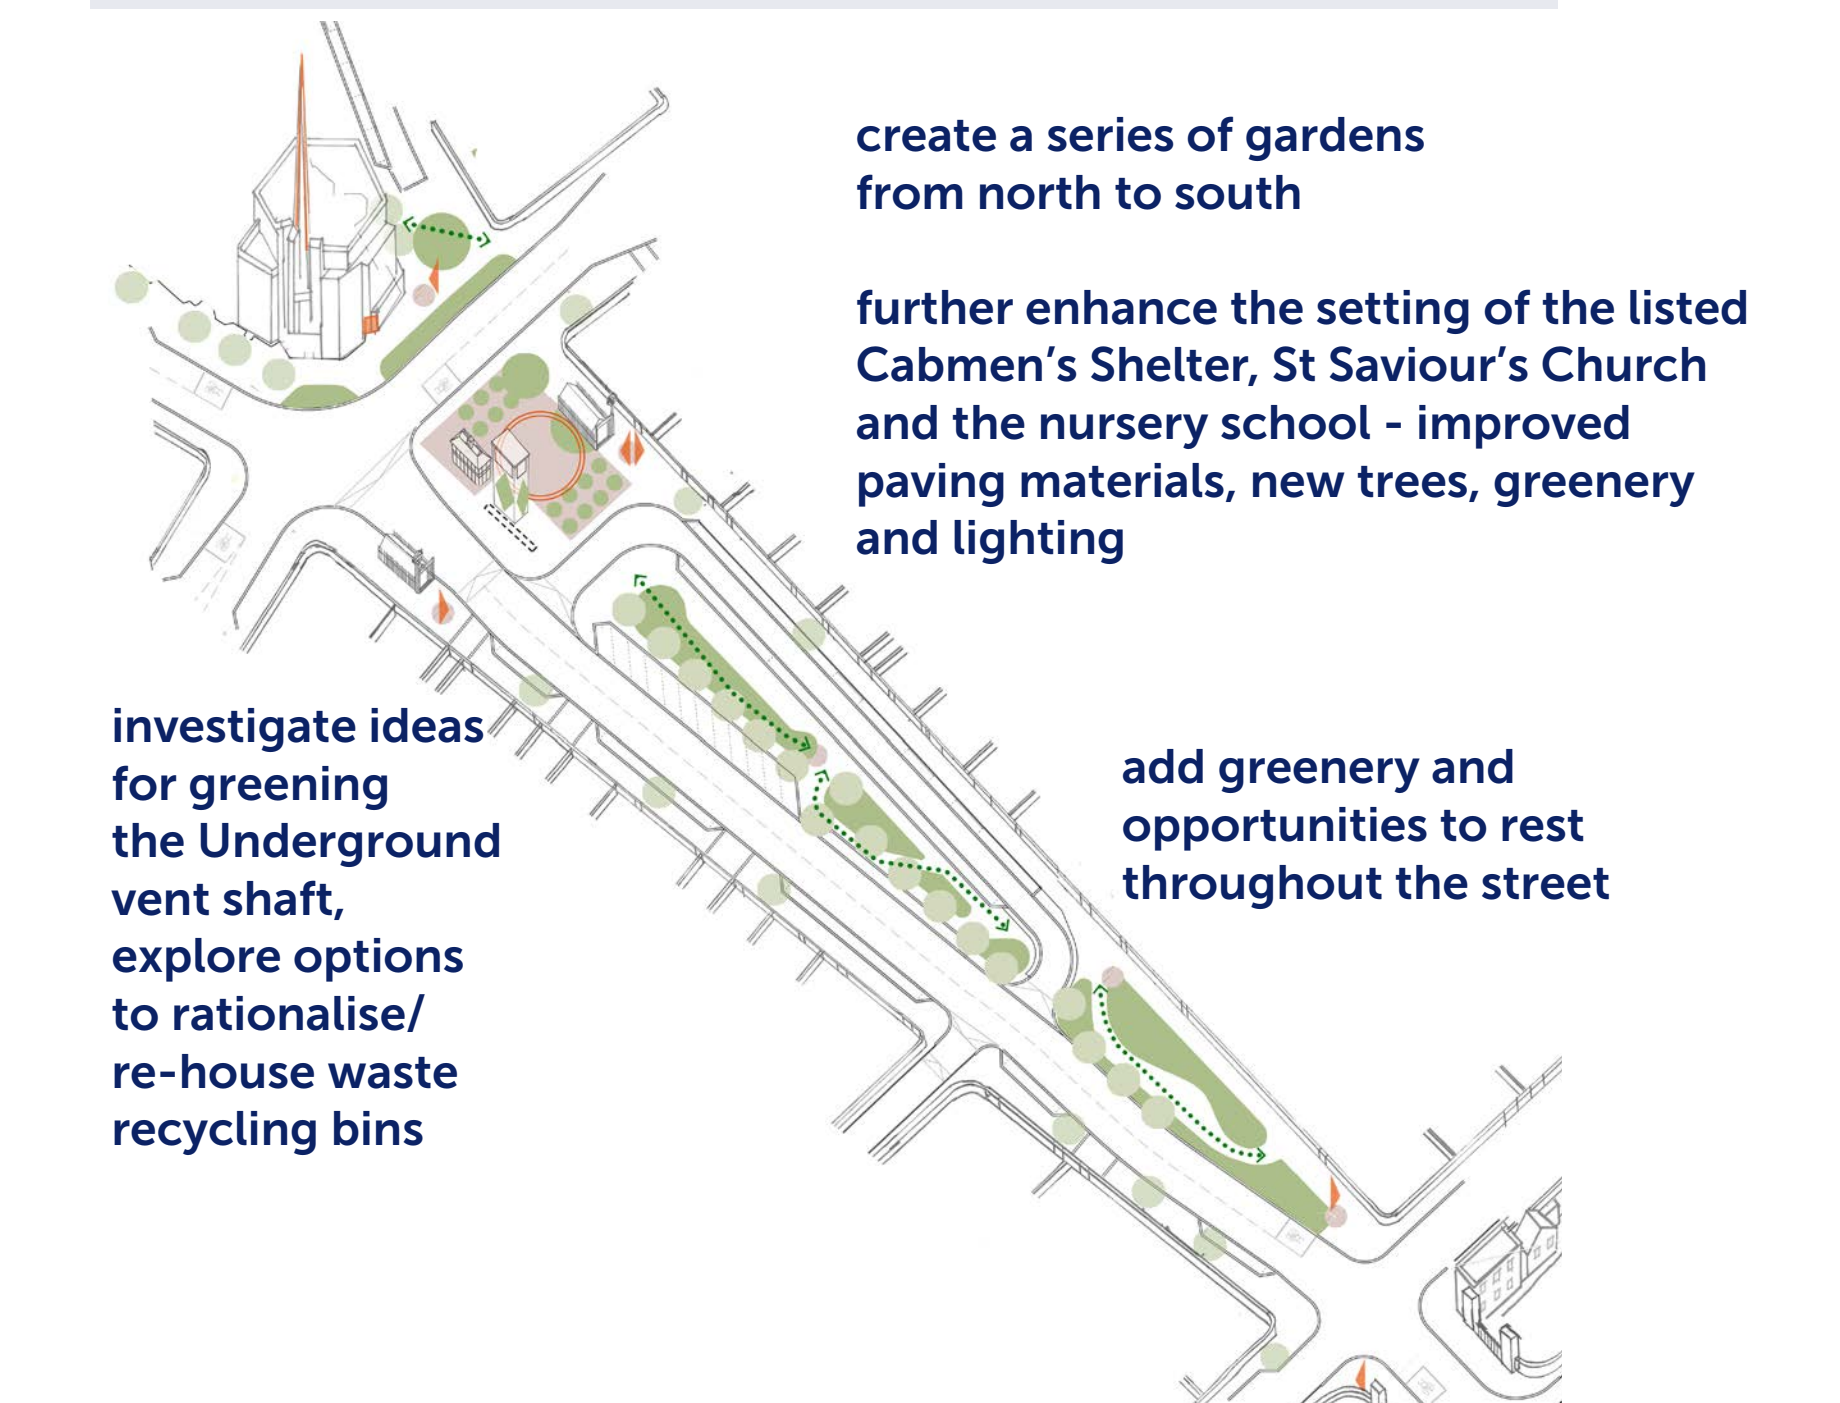 create a series of gardens
from north to south
further enhance the setting of the listed
Cabmen’s Shelter, St Saviour’s Church
and the nursery school - improved
paving materials, new trees, greenery
and lighting
investigate ideas
for greening
the Underground
vent shaft,
explore options
to rationalise/
re-house waste
recycling bins
add greenery and
opportunities to rest
throughout the street